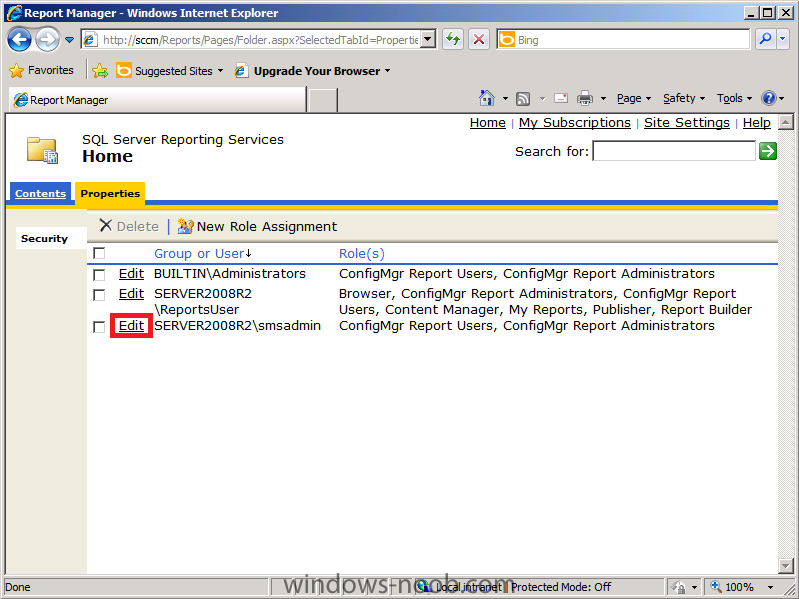 Report Manager - Windows Internet Explorer
http://sccm/Reports/Pages/Folder.aspx?SelectedTabId=Propertie
Bing
Favorites
Suggested Sites
Upgrade Your Browser
Report Manager
Page
Safety
Tools
Home | My Subscriptions | Site Settings | Help
SQL Server Reporting Services
Home
Search for:
Contents
Properties
Delete | New Role Assignment
Security
Group or User↓ Role(s)
Edit BUILTIN\Administrators ConfigMgr Report Users, ConfigMgr Report Administrators
Edit SERVER2008R2 Browser, ConfigMgr Report Administrators, ConfigMgr Report
\ReportsUser Users, Content Manager, My Reports, Publisher, Report Builder
Edit SERVER2008R2\smsadmin ConfigMgr Report Users, ConfigMgr Report Administrators
windows-noob.com
Done
Local intranet | Protected Mode: Off
100%